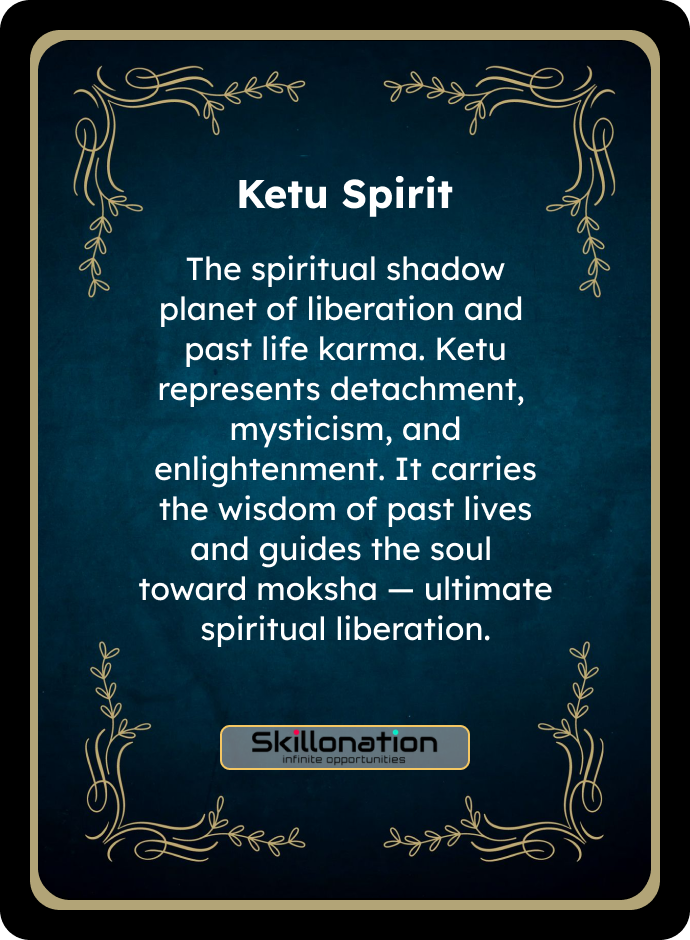 Ketu Spirit
The spiritual shadow
planet of liberation and
past life karma. Ketu
represents detachment,
mysticism, and
enlightenment. It carries
the wisdom of past lives
and guides the soul
toward moksha — ultimate
spiritual liberation.
Skillonation
infinite opportunities